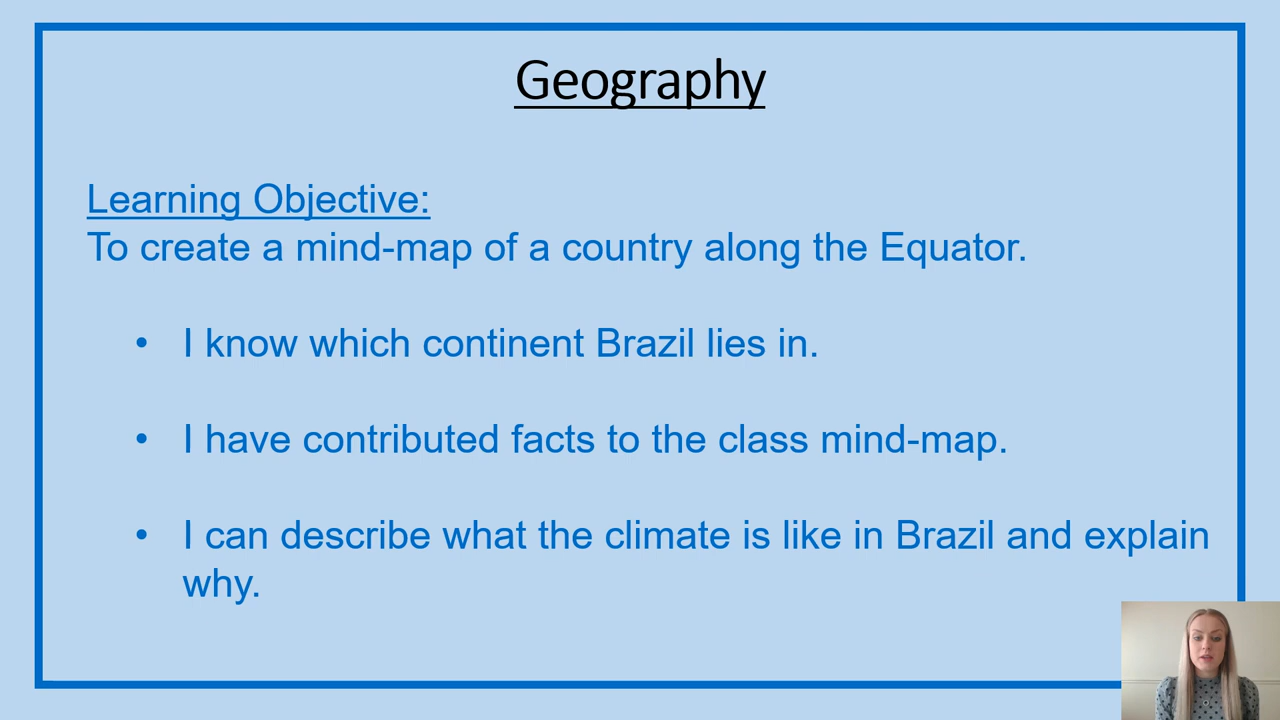 Geography
Learning Objective:
To create a mind-map of a country along the Equator.
• I know which continent Brazil lies in.
• I have contributed facts to the class mind-map.
• I can describe what the climate is like in Brazil and explain
why.